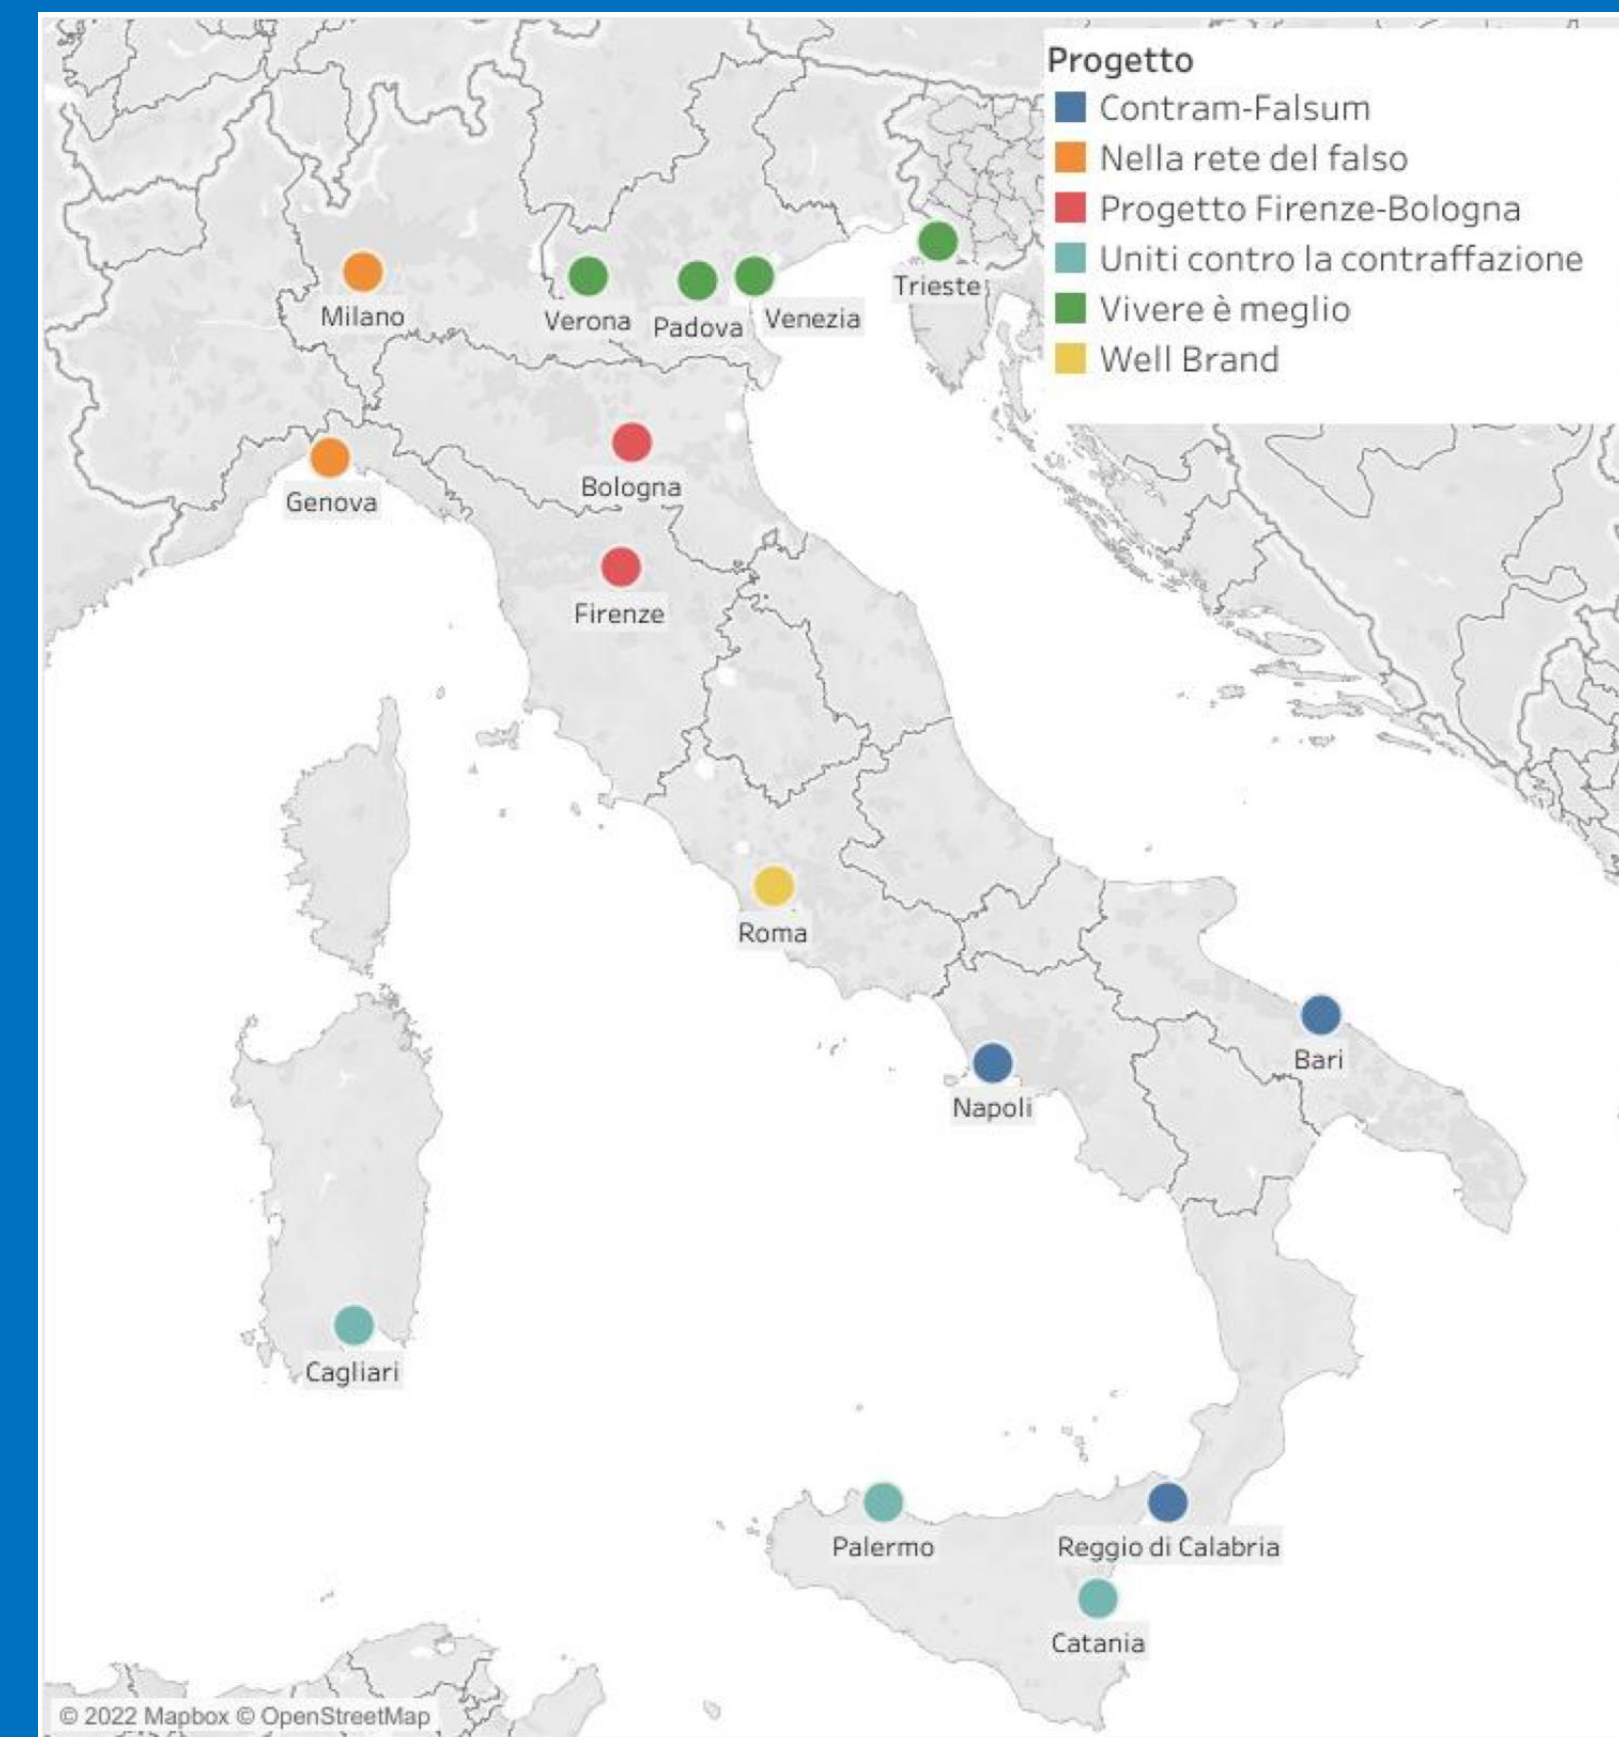 Progetto
Contram-Falsum
Nella rete del falso
Progetto Firenze-Bologna
Uniti contro la contraffazione
Vivere è meglio
Well Brand
Trieste
Milano
Verona
Padova
Venezia
Bologna
Genova
Firenze
Roma
Bari
Napoli
Cagliari
Palermo
Reggio di Calabria
Catania
© 2022 Mapbox © OpenStreetMap